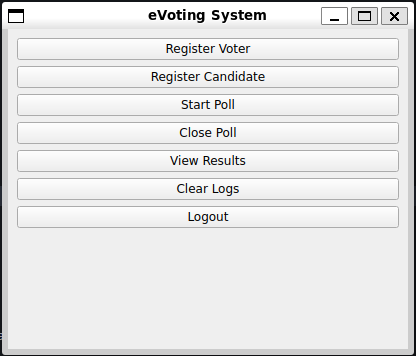 eVoting System
Register Voter
Register Candidate
Start Poll
Close Poll
View Results
Clear Logs
Logout